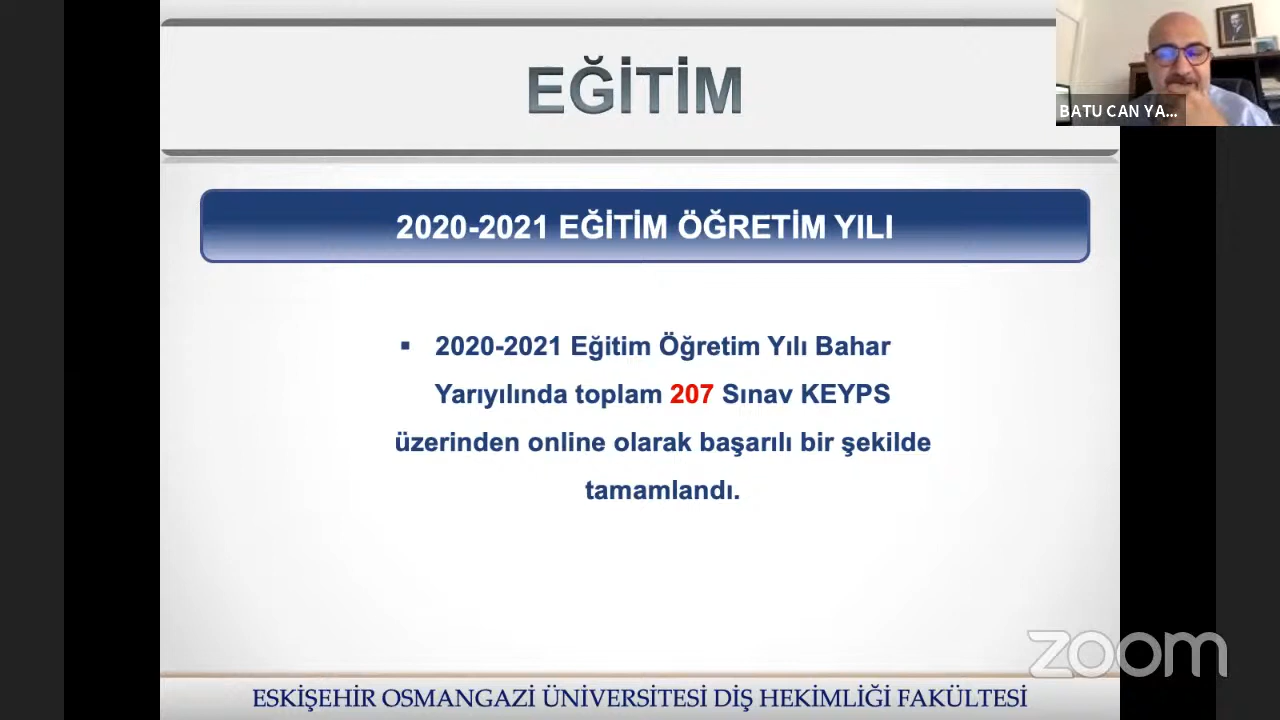 EĞİTİM
BATU CAN YA...
2020-2021 EĞİTİM ÖĞRETİM YILI
▪ 2020-2021 Eğitim Öğretim Yılı Bahar
Yarıyılında toplam 207 Sınav KEYPS
üzerinden online olarak başarılı bir şekilde
tamamlandı.
zoom
ESKİŞEHİR OSMANGAZİ ÜNİVERSİTESİ DİŞ HEKİMLİĞİ FAKÜLTESİ